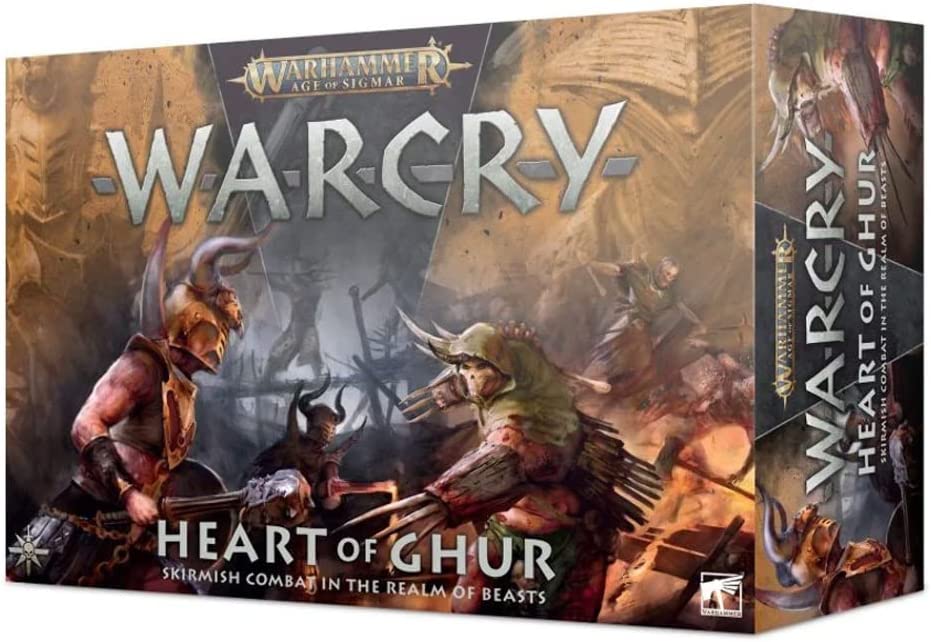 WARHAMMER
AGE OF SIGMAR
WARCRY
HEART OF GHUR
SKIRMISH COMBAT IN THE REALM OF BEASTS
WARHAMMER
WARHAMMER
AGE OF SIGMAR
WARCRY
HEART OF GHUR
SKIRMISH COMBAT IN THE REALM OF BEASTS